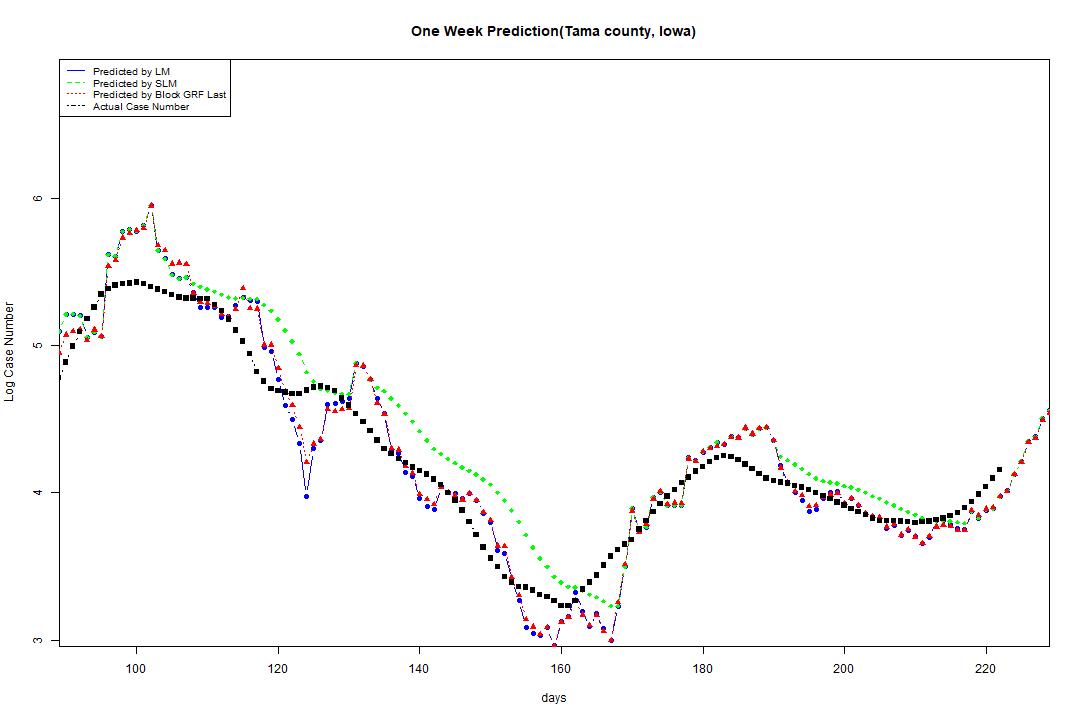 One Week Prediction(Tama county, Iowa)
Predicted by LM
Predicted by SLM
Predicted by Block GRF Last
Actual Case Number
Log Case Number
6
5
4
3
100 120 140 160 180 200 220
days